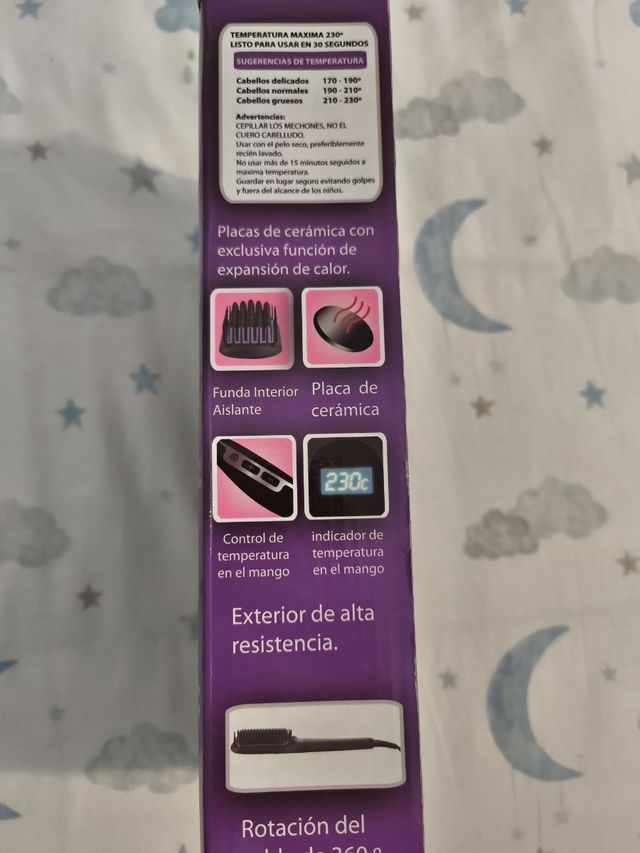 TEMPERATURA MAXIMA 230º
LISTO PARA USAR EN 30 SEGUNDOS
SUGERENCIAS DE TEMPERATURA
Cabellos delicados 170 - 190º
Cabellos normales 190 - 210º
Cabellos gruesos 210 - 230º
Advertencias:
CEPILLAR LOS MECHONES, NO EL
CUERO CABELLUDO.
Usar con el pelo seco, preferiblemente
recién lavado.
No usar más de 15 minutos seguidos a
maxima temperatura.
Guardar en lugar seguro evitando golpes
y fuera del alcance de los niños.
Placas de cerámica con
exclusiva función de
expansión de calor.
Funda Interior
Aislante
Placa de
cerámica
230c
Control de
temperatura
en el mango
indicador de
temperatura
en el mango
Exterior de alta
resistencia.
Rotación del